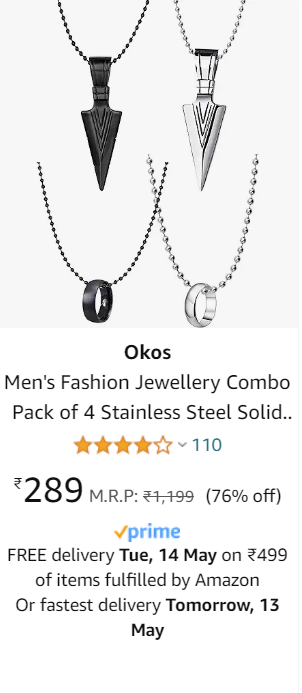 Okos
Men's Fashion Jewellery Combo
Pack of 4 Stainless Steel Solid..
110
₹289 M.R.P: ₹1,199 (76% off)
prime
FREE delivery Tue, 14 May on ₹499
of items fulfilled by Amazon
Or fastest delivery Tomorrow, 13
May